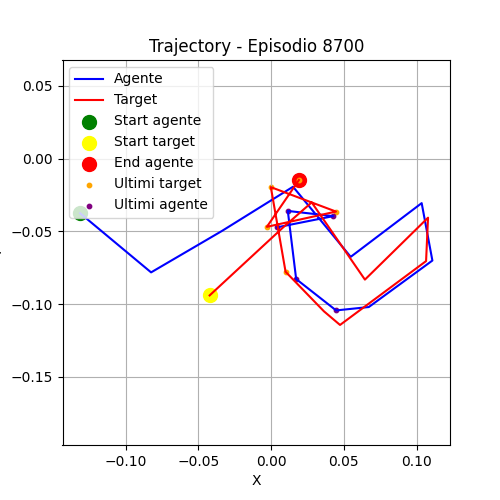 Trajectory - Episodio 8700
Agente
Target
Start agente
Start target
End agente
Ultimi target
Ultimi agente
0.05
0.00
−0.05
−0.10
−0.15
−0.10
−0.05
0.00
0.05
0.10
X